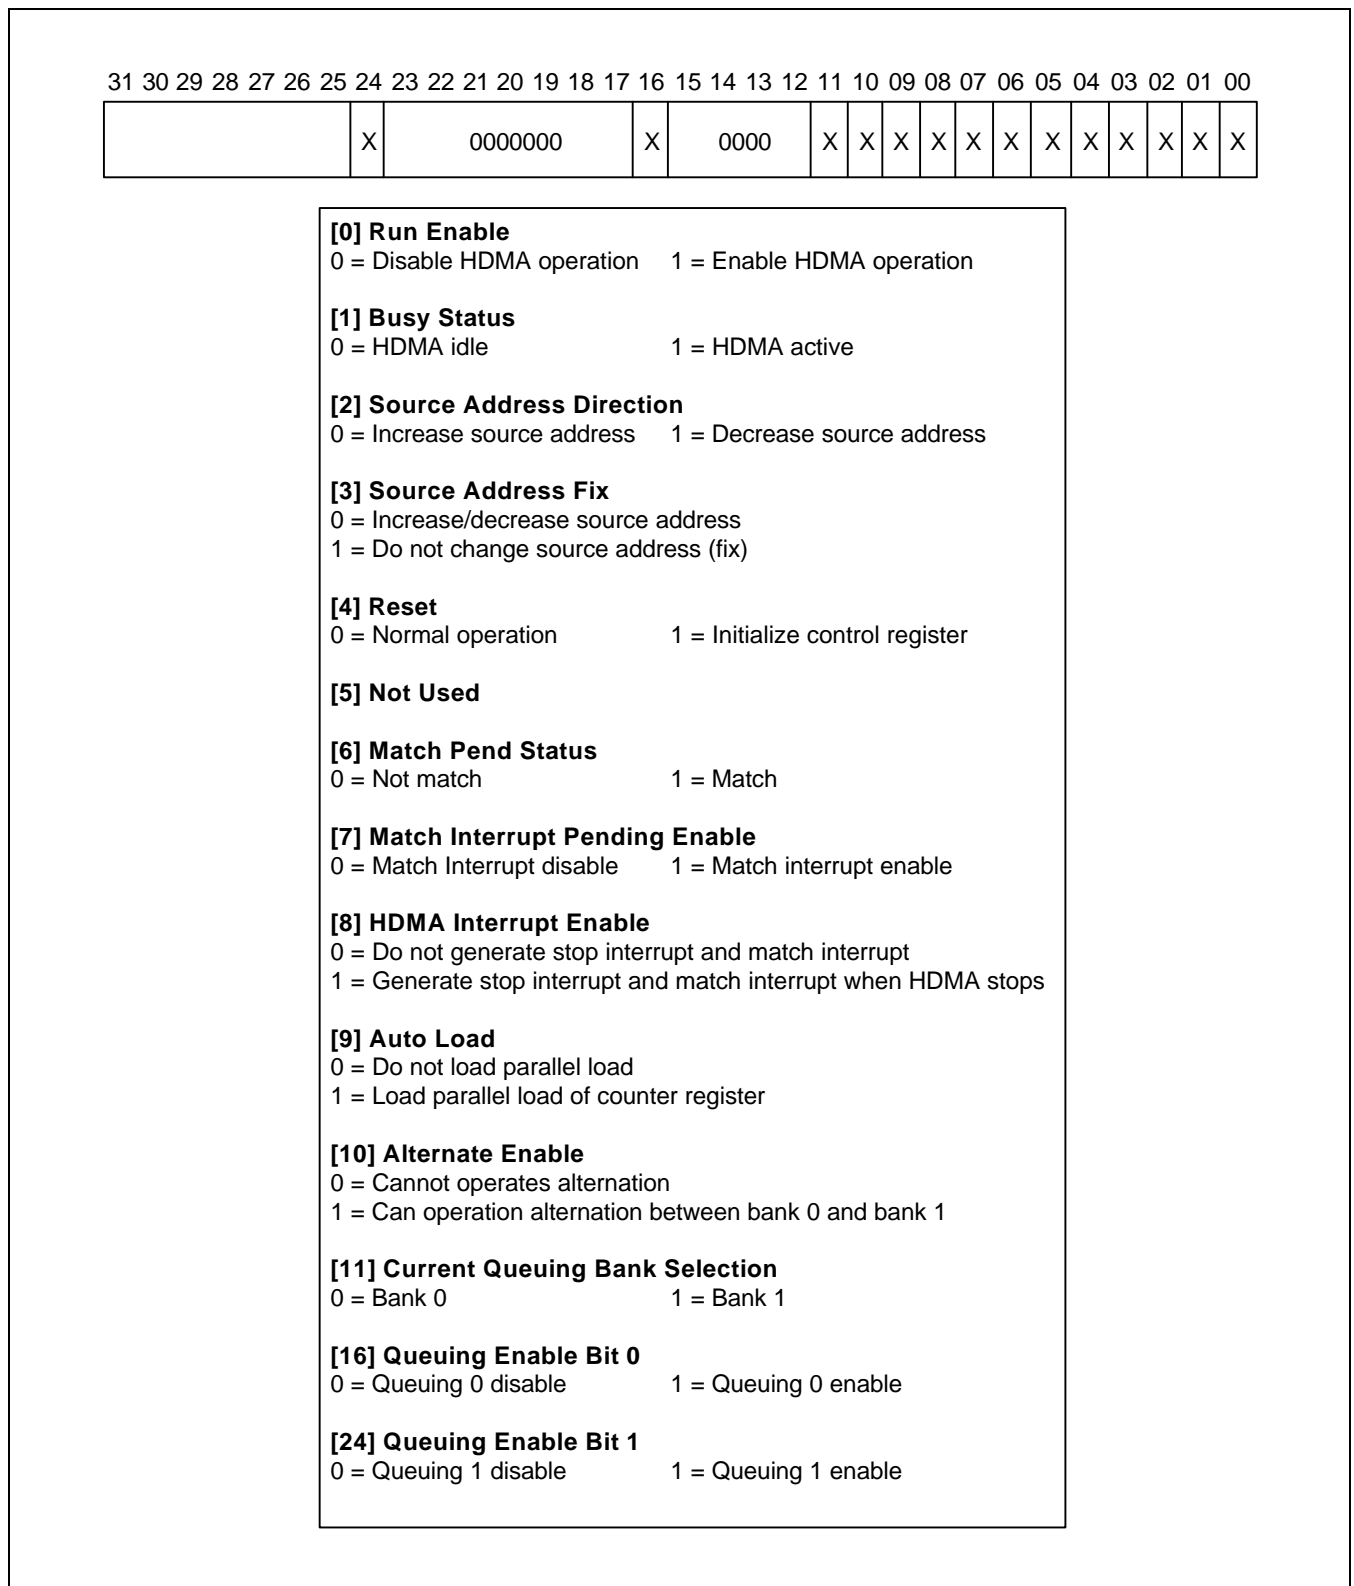 31 30 29 28 27 26 25 24 23 22 21 20 19 18 17 16 15 14 13 12 11 10 09 08 07 06 05 04 03 02 01 00
X 0000000 X 0000 X X X X X X X X X X X X
[0] Run Enable
0 = Disable HDMA operation 1 = Enable HDMA operation
[1] Busy Status
0 = HDMA idle 1 = HDMA active
[2] Source Address Direction
0 = Increase source address 1 = Decrease source address
[3] Source Address Fix
0 = Increase/decrease source address
1 = Do not change source address (fix)
[4] Reset
0 = Normal operation 1 = Initialize control register
[5] Not Used
[6] Match Pend Status
0 = Not match 1 = Match
[7] Match Interrupt Pending Enable
0 = Match Interrupt disable 1 = Match interrupt enable
[8] HDMA Interrupt Enable
0 = Do not generate stop interrupt and match interrupt
1 = Generate stop interrupt and match interrupt when HDMA stops
[9] Auto Load
0 = Do not load parallel load
1 = Load parallel load of counter register
[10] Alternate Enable
0 = Cannot operates alternation
1 = Can operation alternation between bank 0 and bank 1
[11] Current Queuing Bank Selection
0 = Bank 0 1 = Bank 1
[16] Queuing Enable Bit 0
0 = Queuing 0 disable 1 = Queuing 0 enable
[24] Queuing Enable Bit 1
0 = Queuing 1 disable 1 = Queuing 1 enable